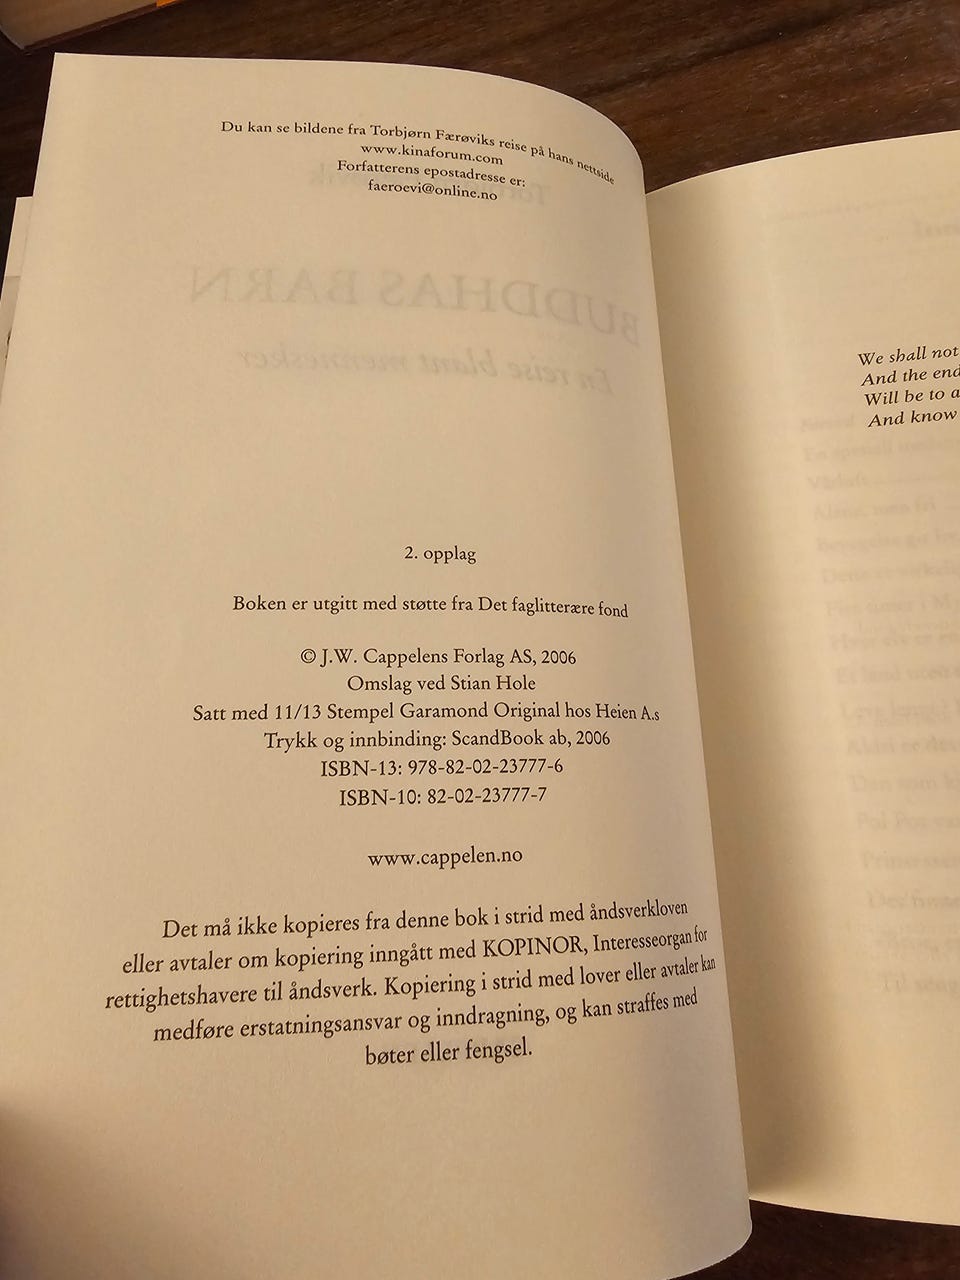 Du kan se bildene fra Torbjørn Færøviks reise på hans nettside
www.kinaforum.com
Forfatterens epostadresse er:
faeroevi@online.no
BUDDHAS BARN
En reise blant mennesker
2. opplag
Boken er utgitt med støtte fra Det faglitterære fond
© J.W. Cappelens Forlag AS, 2006
Omslag ved Stian Hole
Satt med 11/13 Stempel Garamond Original hos Heien A.s
Trykk og innbinding: ScandBook ab, 2006
ISBN-13: 978-82-02-23777-6
ISBN-10: 82-02-23777-7
www.cappelen.no
Det må ikke kopieres fra denne bok i strid med åndsverkloven
eller avtaler om kopiering inngått med KOPINOR, Interesseorgan for
rettighetshavere til åndsverk. Kopiering i strid med lover eller avtaler kan
medføre erstatningsansvar og inndragning, og kan straffes med
bøter eller fengsel.
We shall not
And the end
Will be to a
And know